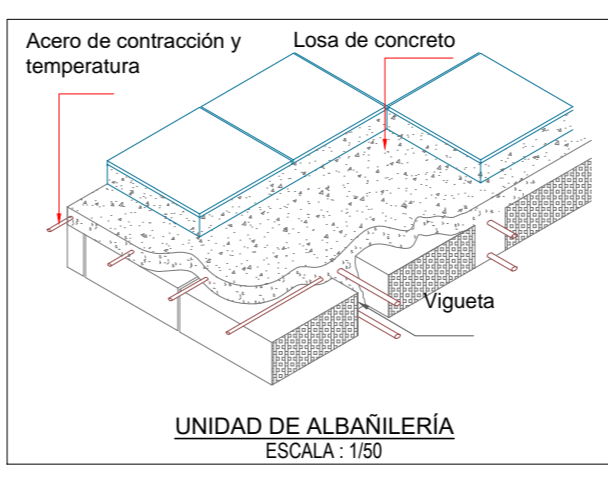 Acero de contracción y
temperatura
Losa de concreto
Vigueta
UNIDAD DE ALBAÑILERÍA
ESCALA : 1/50